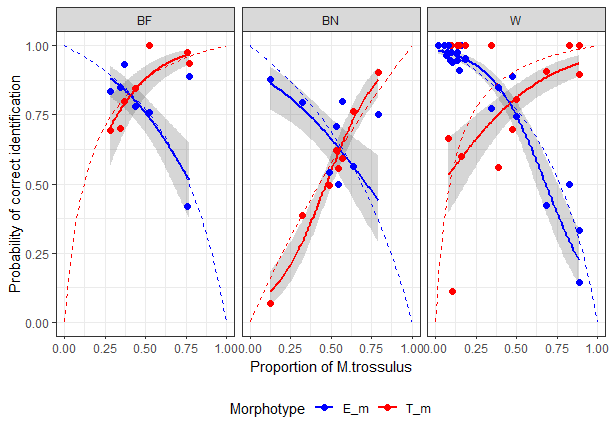 BF BN W
Probability of correct identification
1.00
0.75
0.50
0.25
0.00
0.00 0.25 0.50 0.75 1.00 0.00 0.25 0.50 0.75 1.00 0.00 0.25 0.50 0.75 1.00
Proportion of M.trossulus
Morphotype E_m T_m